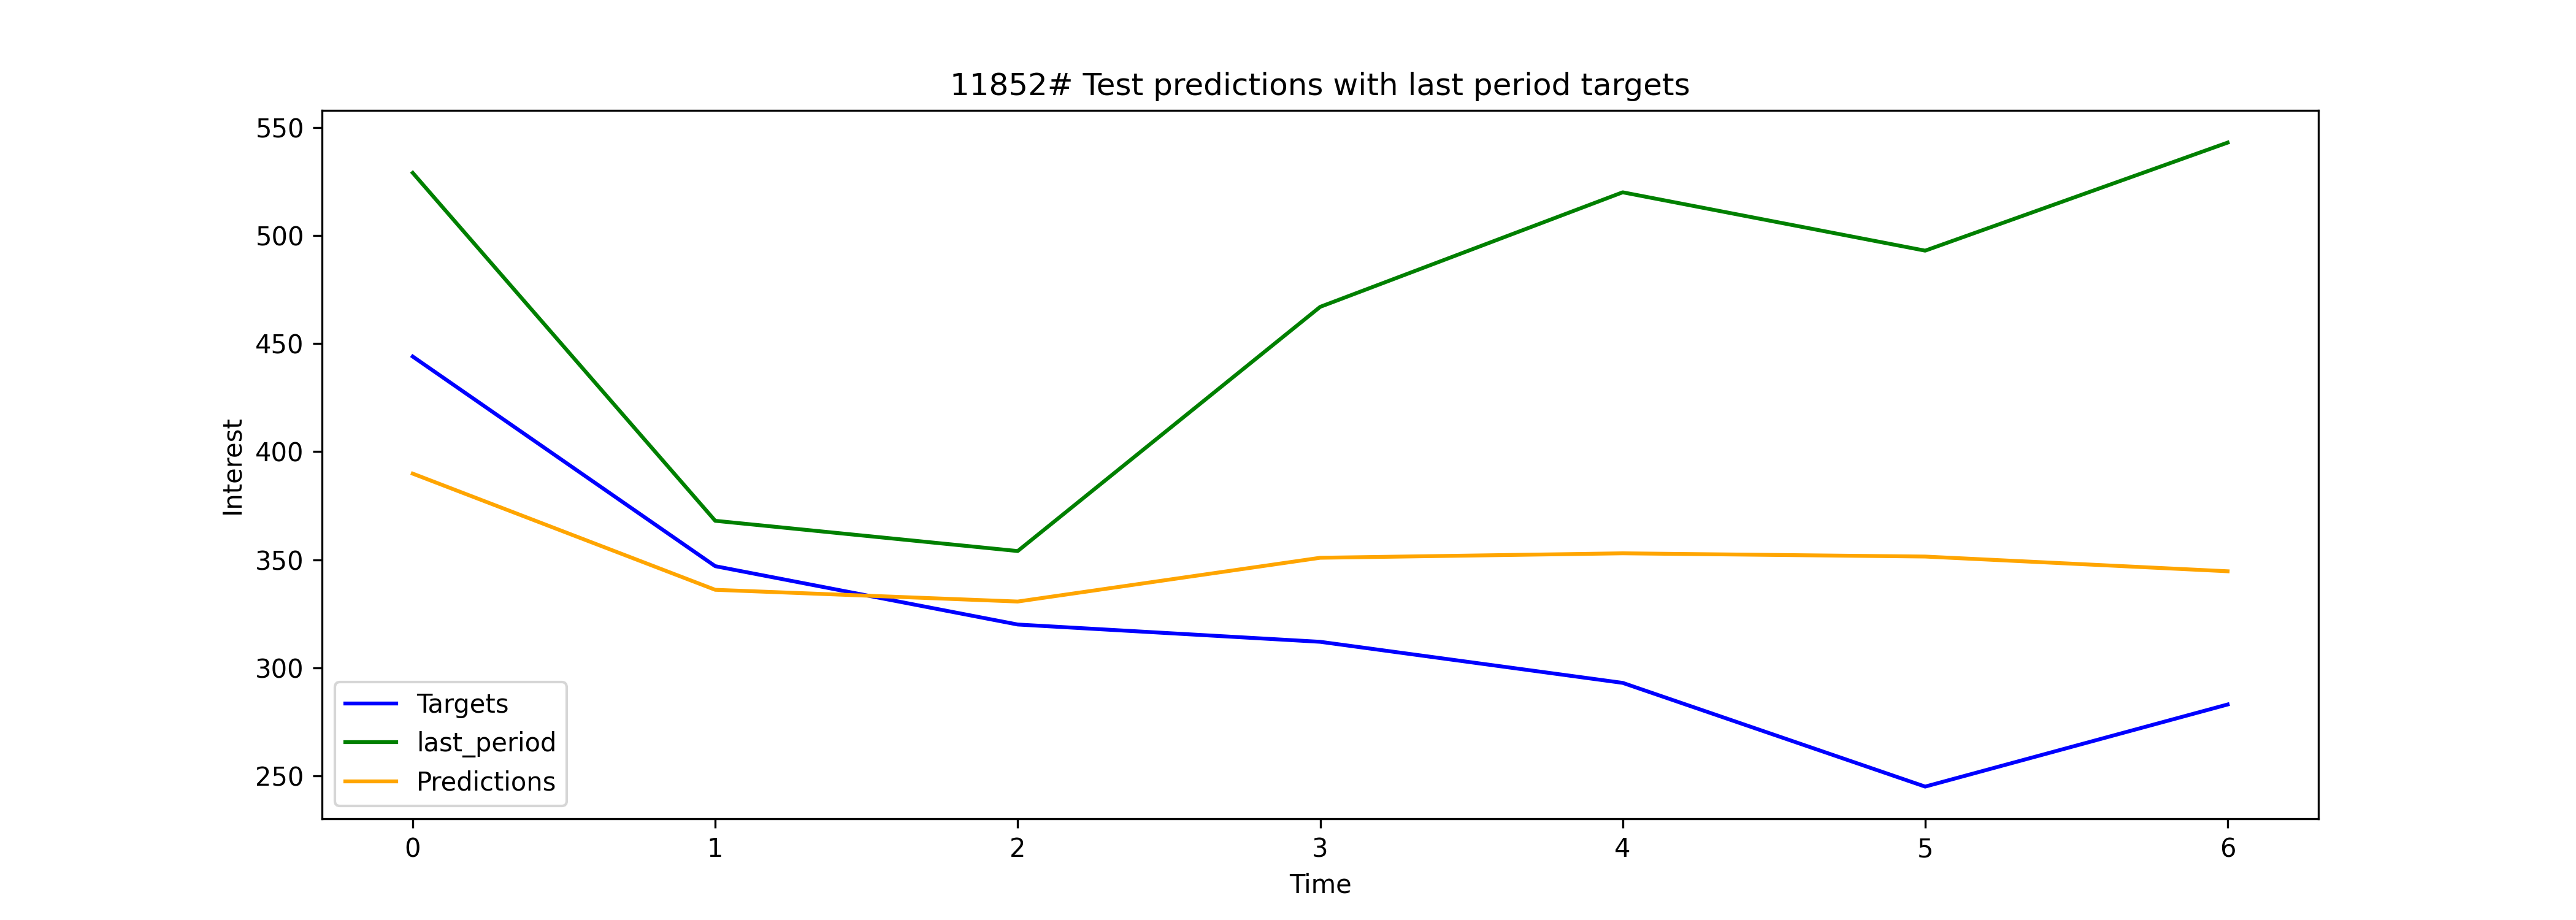 11852# Test predictions with last period targets
550
500
450
400
350
300
250
Interest
Targets
last_period
Predictions
0 1 2 3 4 5 6
Time